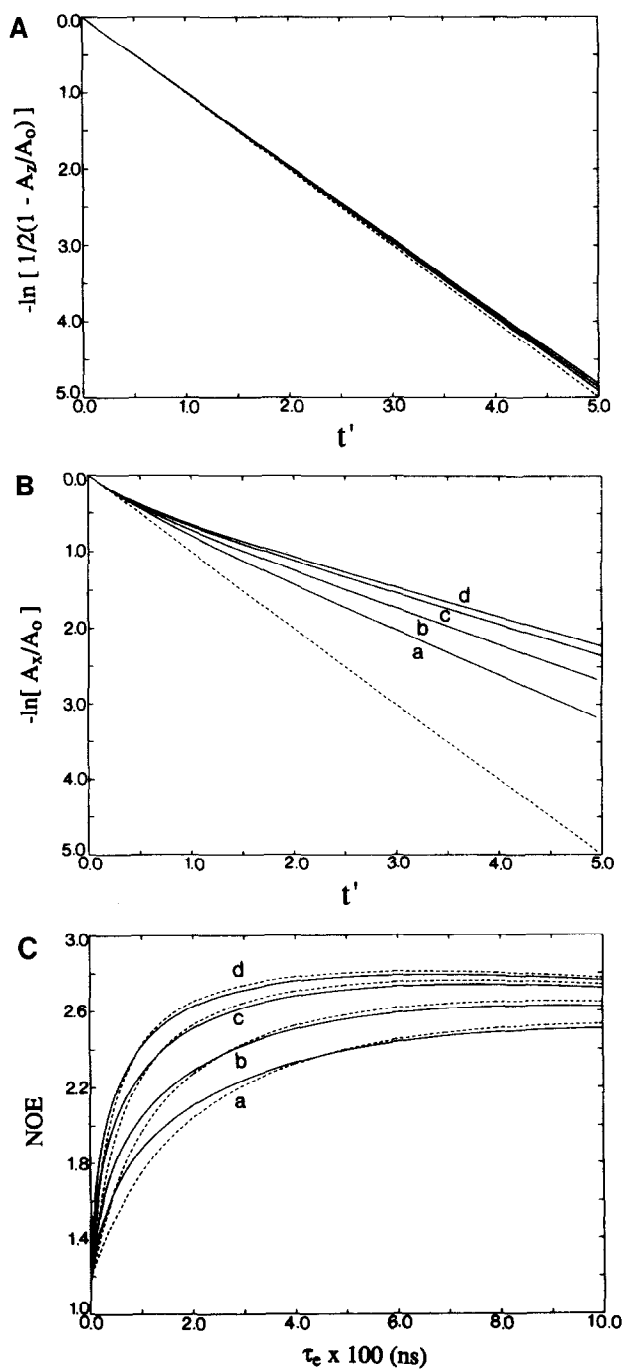 A
0.0
1.0
2.0
3.0
4.0
5.0
-ln [ 1/2(1 - A_z/A_o) ]
0.0 1.0 2.0 3.0 4.0 5.0
t'
B
0.0
1.0
2.0
3.0
4.0
5.0
-ln[ A_x/A_o ]
d
c
b
a
0.0 1.0 2.0 3.0 4.0 5.0
t'
C
3.0
2.6
2.2
1.8
1.4
1.0
NOE
d
c
b
a
0.0 2.0 4.0 6.0 8.0 10.0
τ_e x 100 (ns)